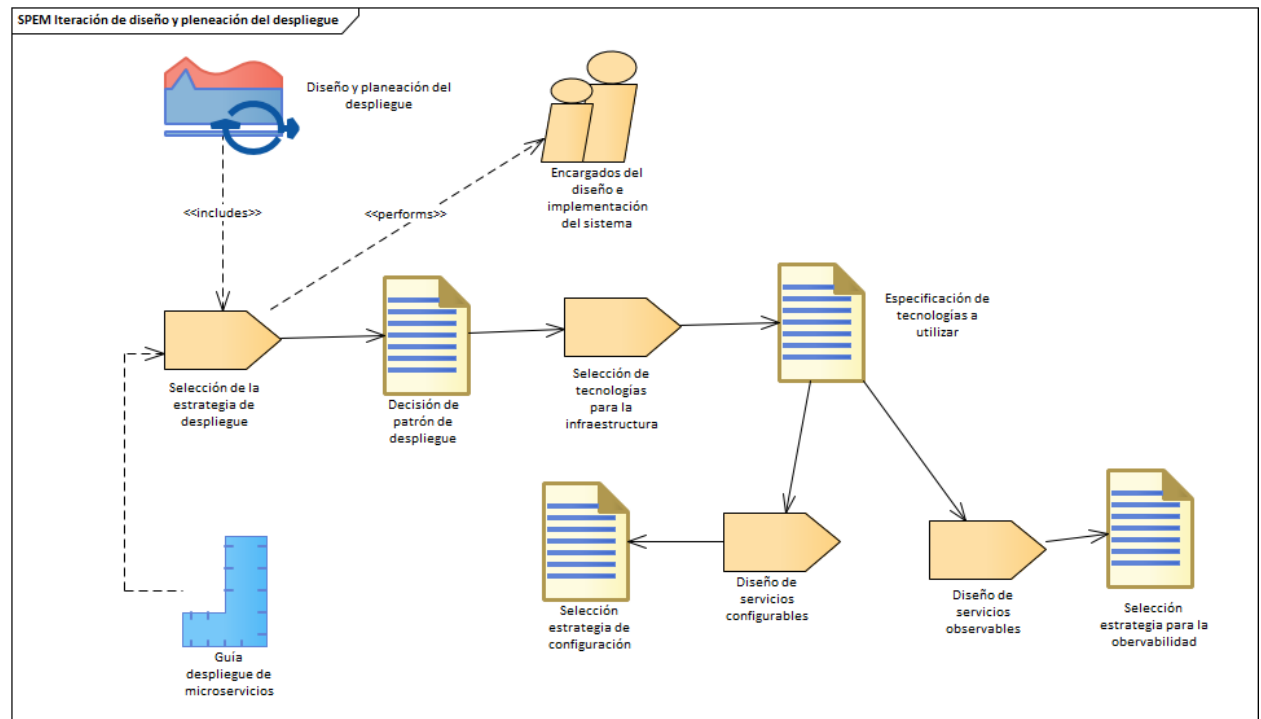 SPEM Iteración de diseño y pleneación del despliegue
Diseño y planeación del
despliegue
Encargados del
diseño e
implementación
del sistema
<<includes>>
<<performs>>
Especificación de
tecnologías a
utilizar
Selección de la
estrategia de
despliegue
Decisión de
patrón de
despliegue
Selección de
tecnologías
para la
infraestructura
Diseño de
servicios
configurables
Diseño de
servicios
observables
Selección
estrategia de
configuración
Selección
estrategia para la
obervabilidad
Guía
despliegue de
microservicios